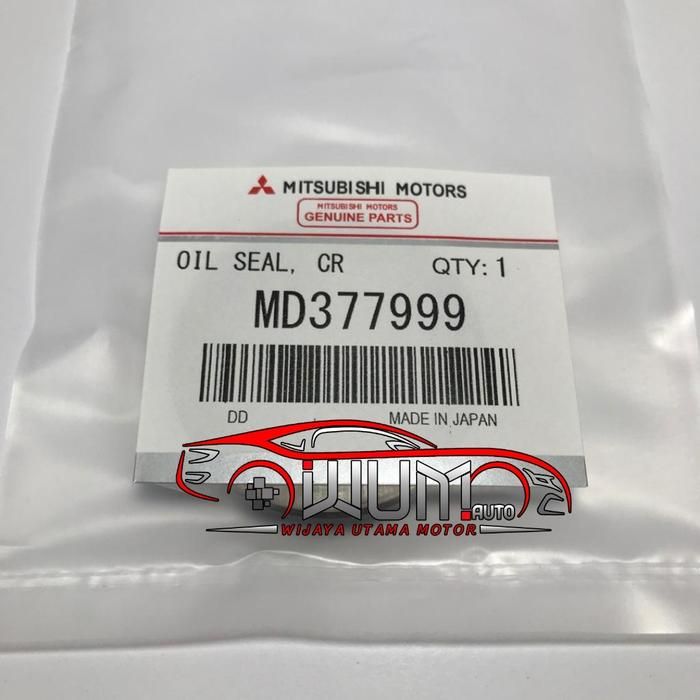 MITSUBISHI MOTORS
MITSUBISHI MOTORS
GENUINE PARTS
OIL SEAL, CR QTY: 1
MD377999
DD MADE IN JAPAN
WUM.AUTO
WIJAYA UTAMA MOTOR